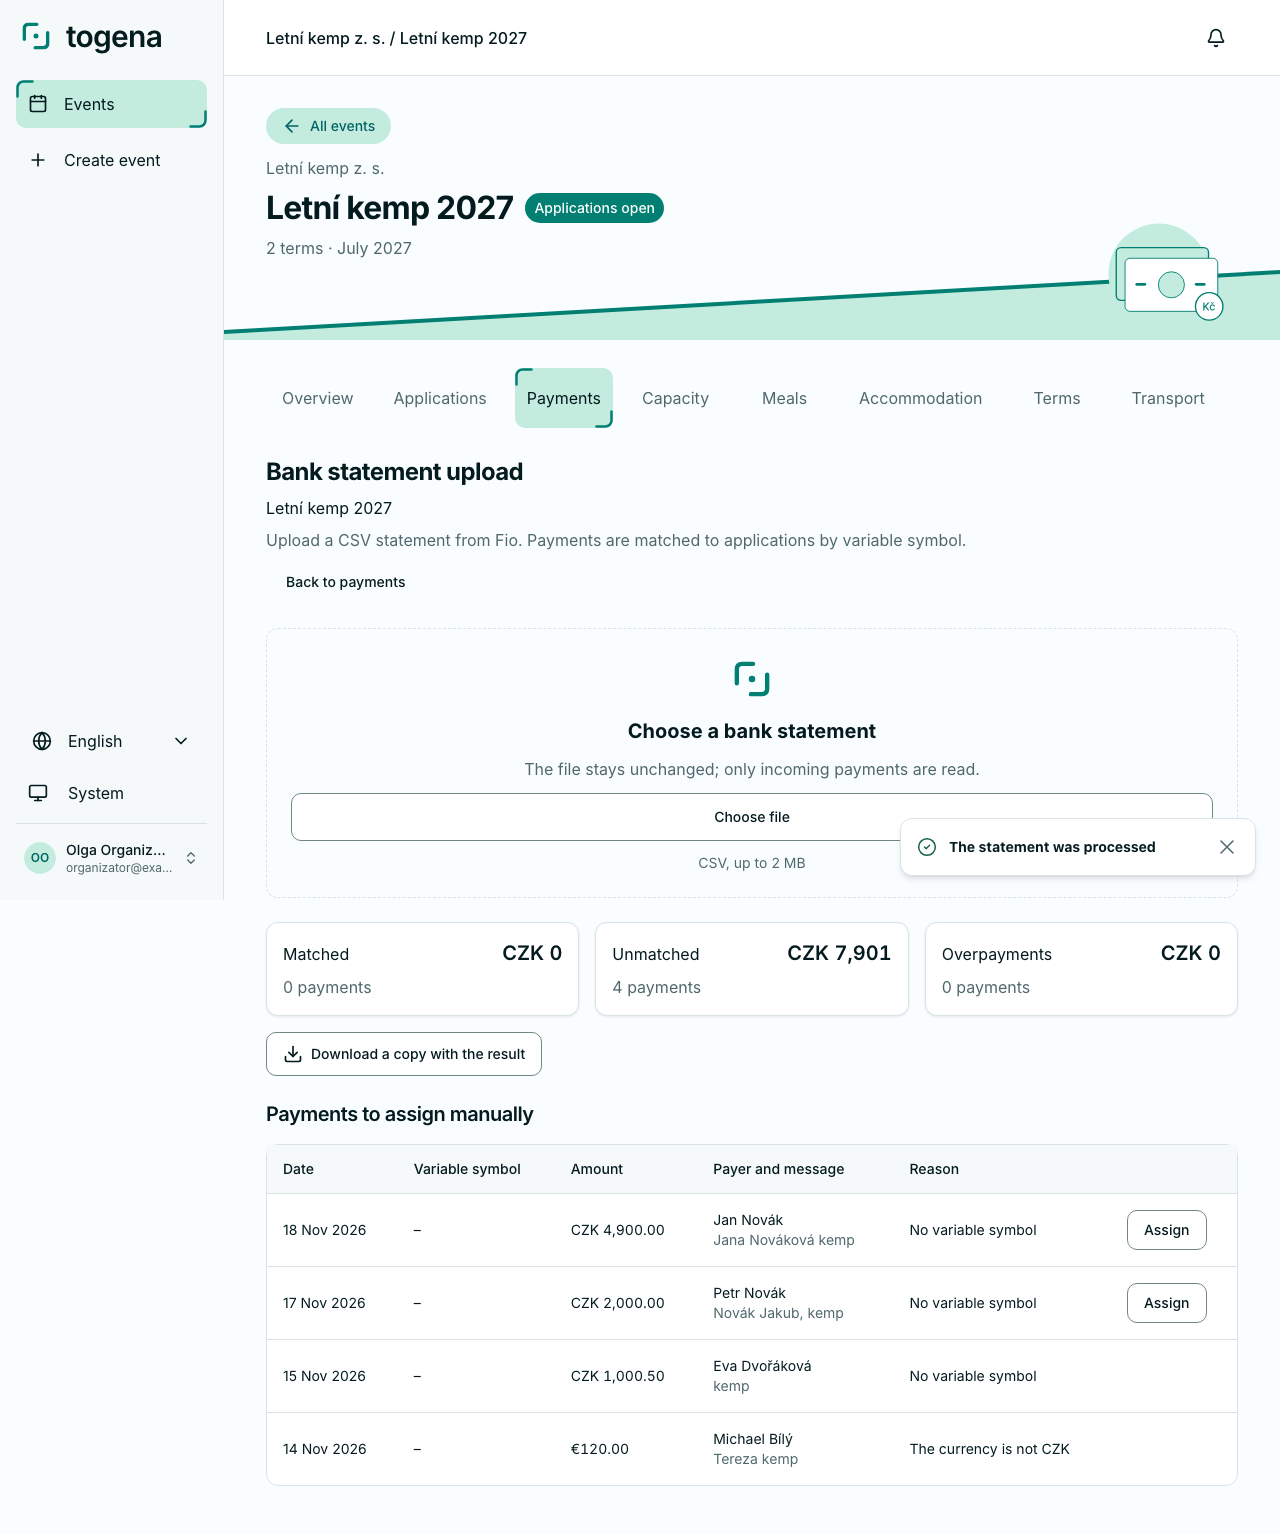 togena
Letní kemp z. s. / Letní kemp 2027
Events
Create event
All events
Letní kemp z. s.
Letní kemp 2027
Applications open
2 terms · July 2027
Kč
Overview
Applications
Payments
Capacity
Meals
Accommodation
Terms
Transport
Bank statement upload
Letní kemp 2027
Upload a CSV statement from Fio. Payments are matched to applications by variable symbol.
Back to payments
Choose a bank statement
The file stays unchanged; only incoming payments are read.
Choose file
CSV, up to 2 MB
The statement was processed
English
System
OO
Olga Organiz...
organizator@exa...
Matched CZK 0
0 payments
Unmatched CZK 7,901
4 payments
Overpayments CZK 0
0 payments
Download a copy with the result
Payments to assign manually
Date Variable symbol Amount Payer and message Reason
18 Nov 2026 – CZK 4,900.00 Jan Novák No variable symbol Assign
Jana Nováková kemp
17 Nov 2026 – CZK 2,000.00 Petr Novák No variable symbol Assign
Novák Jakub, kemp
15 Nov 2026 – CZK 1,000.50 Eva Dvořáková No variable symbol
kemp
14 Nov 2026 – €120.00 Michael Bílý The currency is not CZK
Tereza kemp